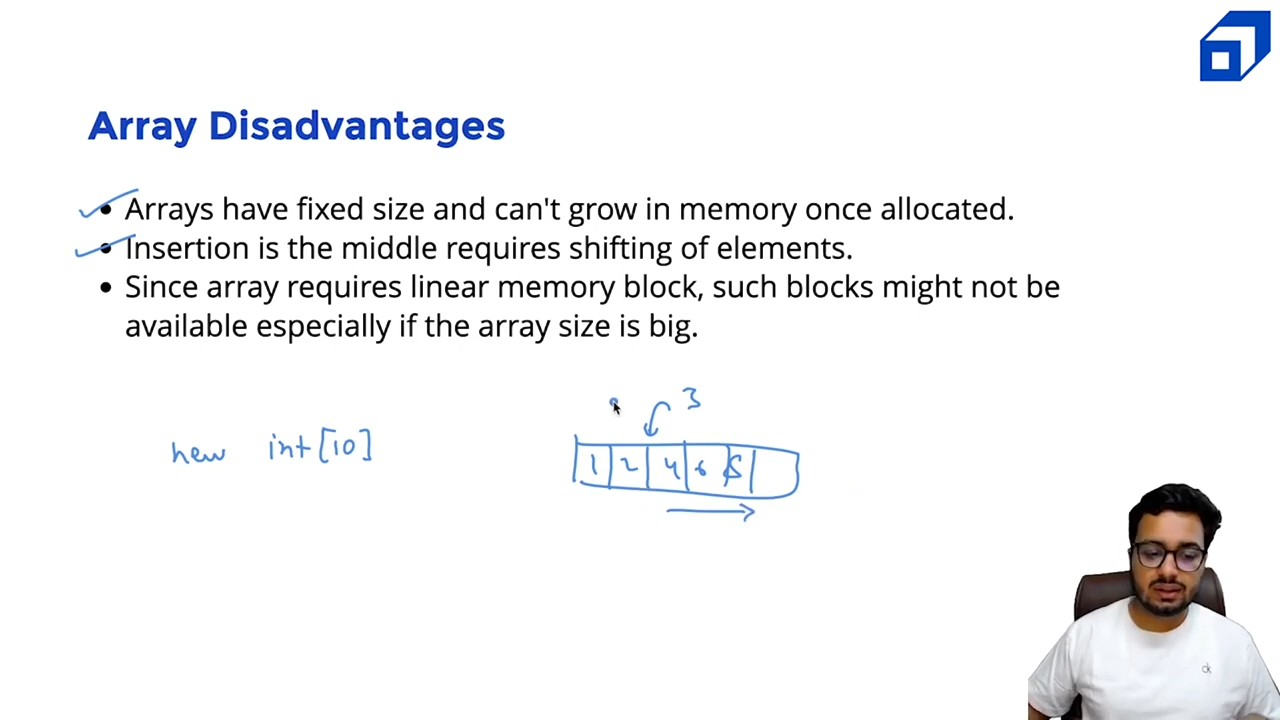 Array Disadvantages
• Arrays have fixed size and can't grow in memory once allocated.
• Insertion is the middle requires shifting of elements.
• Since array requires linear memory block, such blocks might not be
available especially if the array size is big.
3
new int[10]
1 2 4 6 5
ck